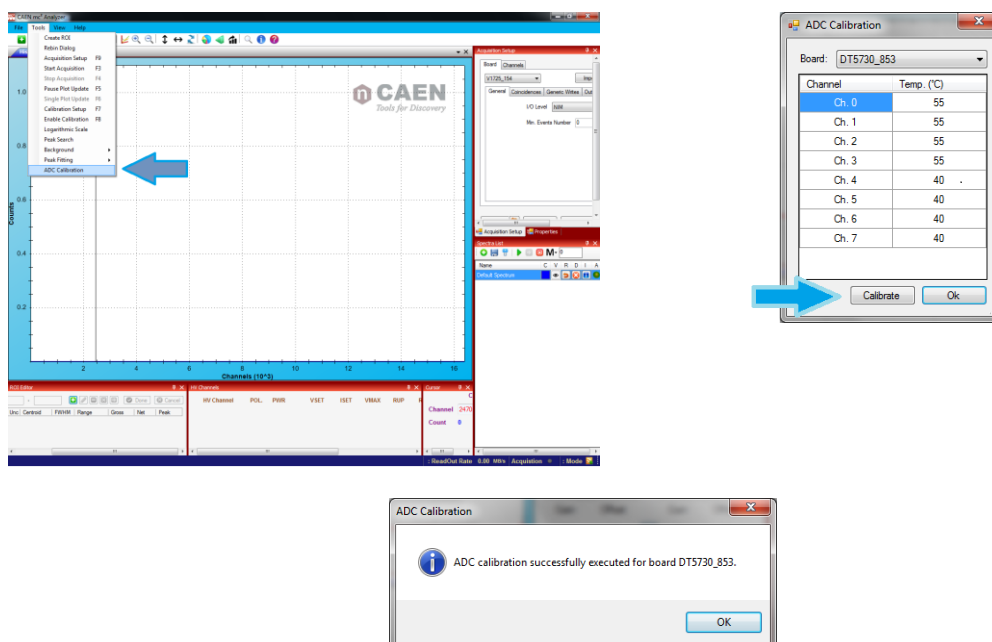 CAEN mc² Analyzer
File Tools View Help
Create ROI
Rebin Dialog
Acquisition Setup F9
Start Acquisition F3
Stop Acquisition F4
Pause Plot Update F5
Single Plot Update F6
Calibration Setup F7
Enable Calibration F8
Logarithmic Scale
Peak Search
Background
Peak Fitting
ADC Calibration
CAEN
Tools for Discovery
1.0
0.8
0.6
0.4
0.2
Counts
2 4 6 8 10 12 14 16
Channels (10^3)
Acquisition Setup
Board Channels
V1725_154
General Coincidences Generic Writes
I/O Level NIM
Min. Events Number 0
Acquisition Setup Properties
Spectra List
M-
Name C V R D I A
Default Spectrum
ROI Editor
Done Cancel
Unc. Centroid FWHM Range Gross Net Peak
HV Channels
HV Channel POL. PWR VSET ISET VMAX RUP
Cursor
Channel 2470
Count
: ReadOut Rate 0.00 MB/s Acquisition : Mode
ADC Calibration
Board: DT5730_853
Channel Temp. (°C)
Ch. 0 55
Ch. 1 55
Ch. 2 55
Ch. 3 55
Ch. 4 40
Ch. 5 40
Ch. 6 40
Ch. 7 40
Calibrate Ok
ADC Calibration
ADC calibration successfully executed for board DT5730_853.
OK